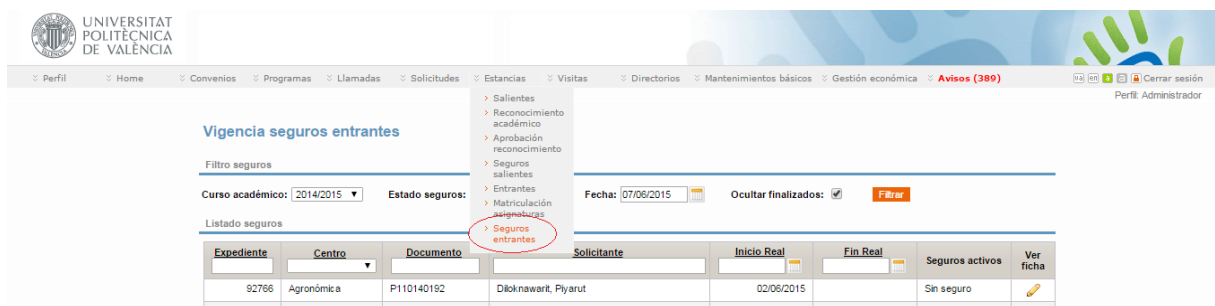 UNIVERSITAT
POLITÈCNICA
DE VALÈNCIA
Perfil Home Convenios Programas Llamadas Solicitudes Estancias Visitas Directorios Mantenimientos básicos Gestión económica Avisos (389) va en a Cerrar sesión
Perfil: Administrador
Salientes
Reconocimiento
académico
Aprobación
reconocimiento
Seguros
salientes
Entrantes
Matriculación
asignaturas
Seguros
entrantes
Vigencia seguros entrantes
Filtro seguros
Curso académico: 2014/2015 Estado seguros: Fecha: 07/06/2015 Ocultar finalizados: Filtrar
Listado seguros
Expediente Centro Documento Solicitante Inicio Real Fin Real Seguros activos Ver
ficha
92766 Agronómica P110140192 Diloknawarit, Piyarut 02/06/2015 Sin seguro